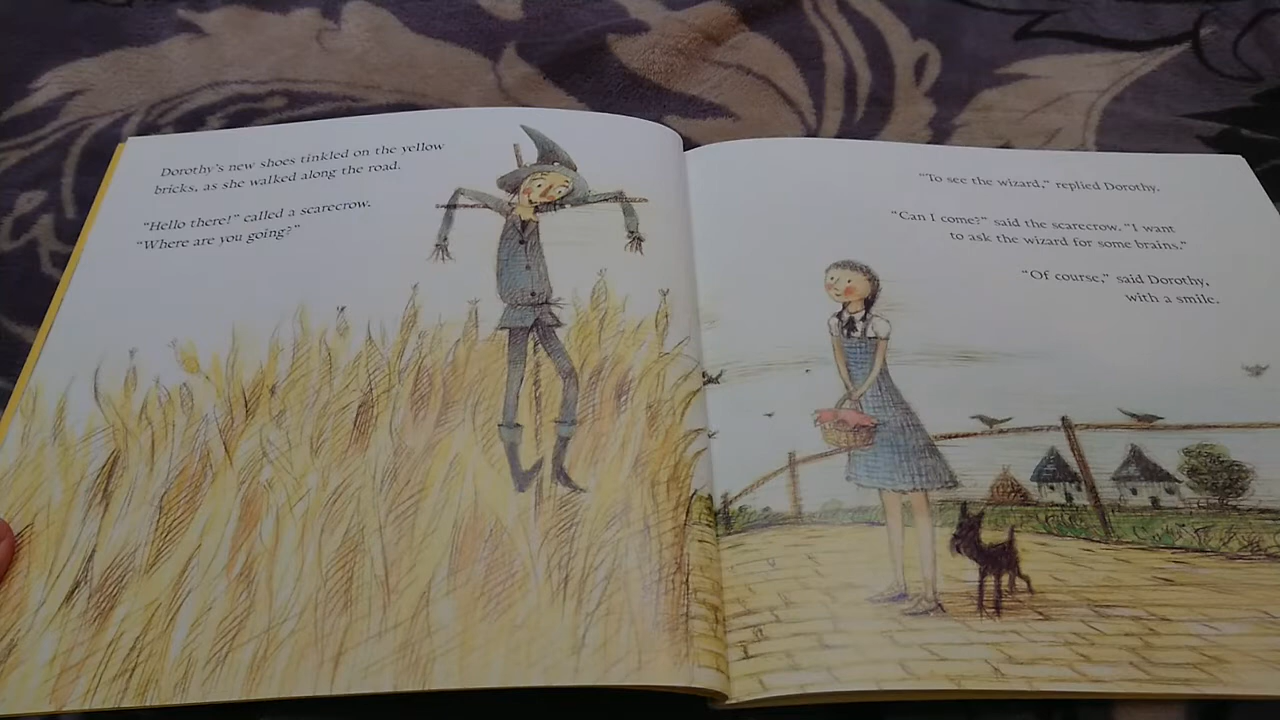 Dorothy's new shoes tinkled on the yellow
bricks, as she walked along the road.
"Hello there!" called a scarecrow.
"Where are you going?"
"To see the wizard," replied Dorothy.
"Can I come?" said the scarecrow. "I want
to ask the wizard for some brains."
"Of course," said Dorothy,
with a smile.